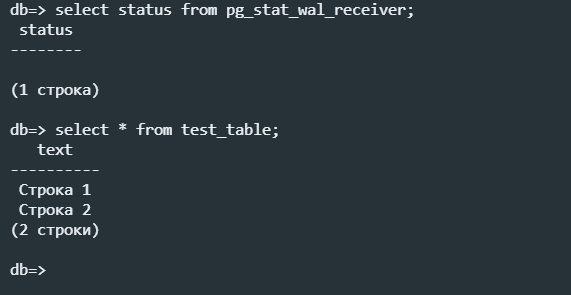 db=> select status from pg_stat_wal_receiver;
 status
--------

(1 строка)

db=> select * from test_table;
   text
----------
 Строка 1
 Строка 2
(2 строки)

db=>